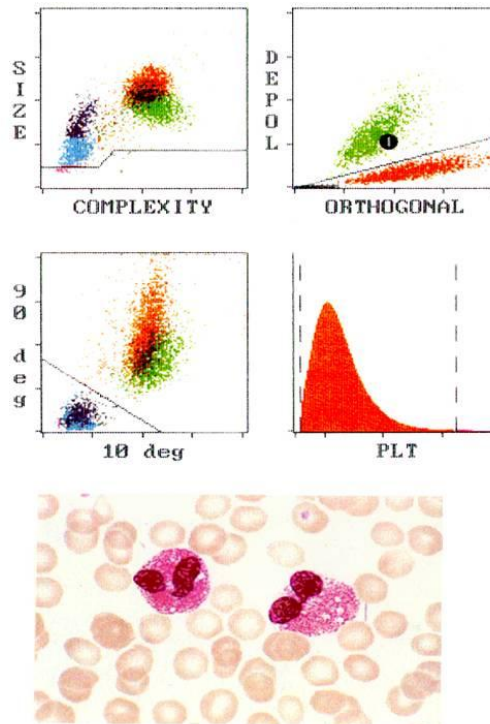 SIZE
COMPLEXITY
DEPOL
1
ORTHOGONAL
90 deg
10 deg
PLT